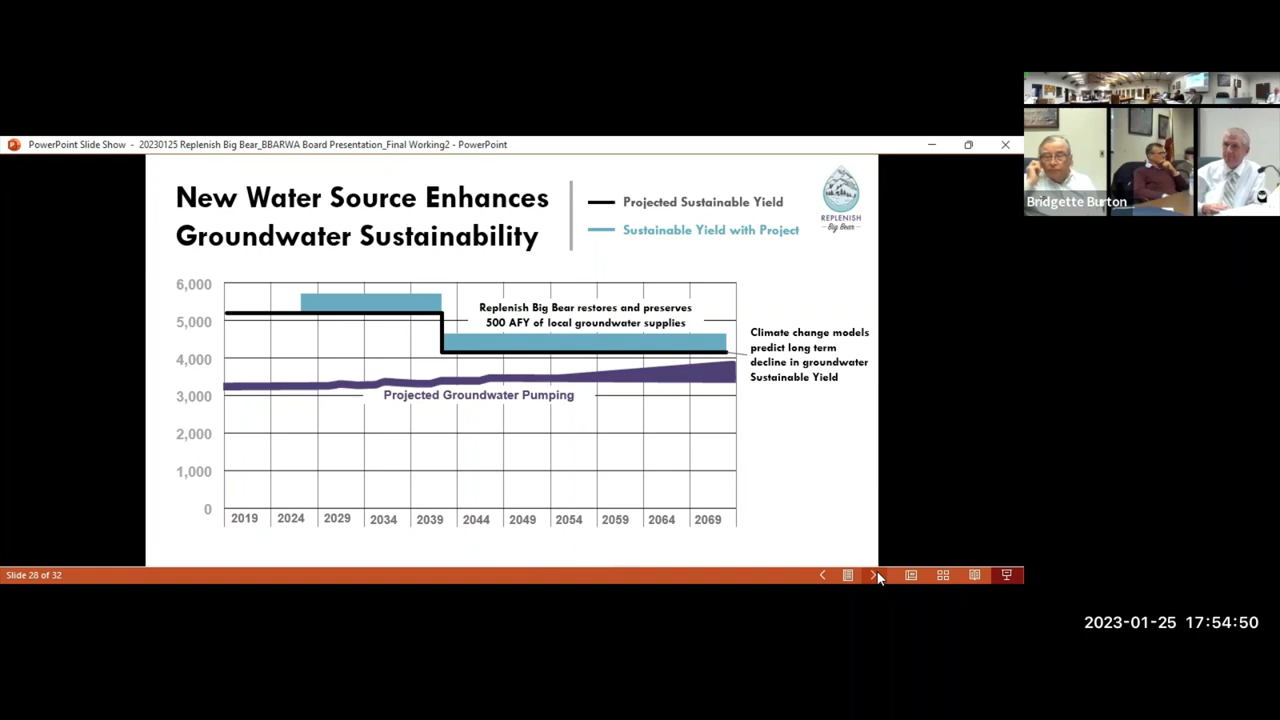 PowerPoint Slide Show - 20230125 Replenish Big Bear_BBARWA Board Presentation_Final Working2 - PowerPoint
New Water Source Enhances
Groundwater Sustainability
Projected Sustainable Yield
Sustainable Yield with Project
REPLENISH
Big Bear
Bridgette Burton
6,000
5,000
4,000
3,000
2,000
1,000
0
Replenish Big Bear restores and preserves
500 AFY of local groundwater supplies
Climate change models
predict long term
decline in groundwater
Sustainable Yield
Projected Groundwater Pumping
2019 2024 2029 2034 2039 2044 2049 2054 2059 2064 2069
Slide 28 of 32
2023-01-25 17:54:50